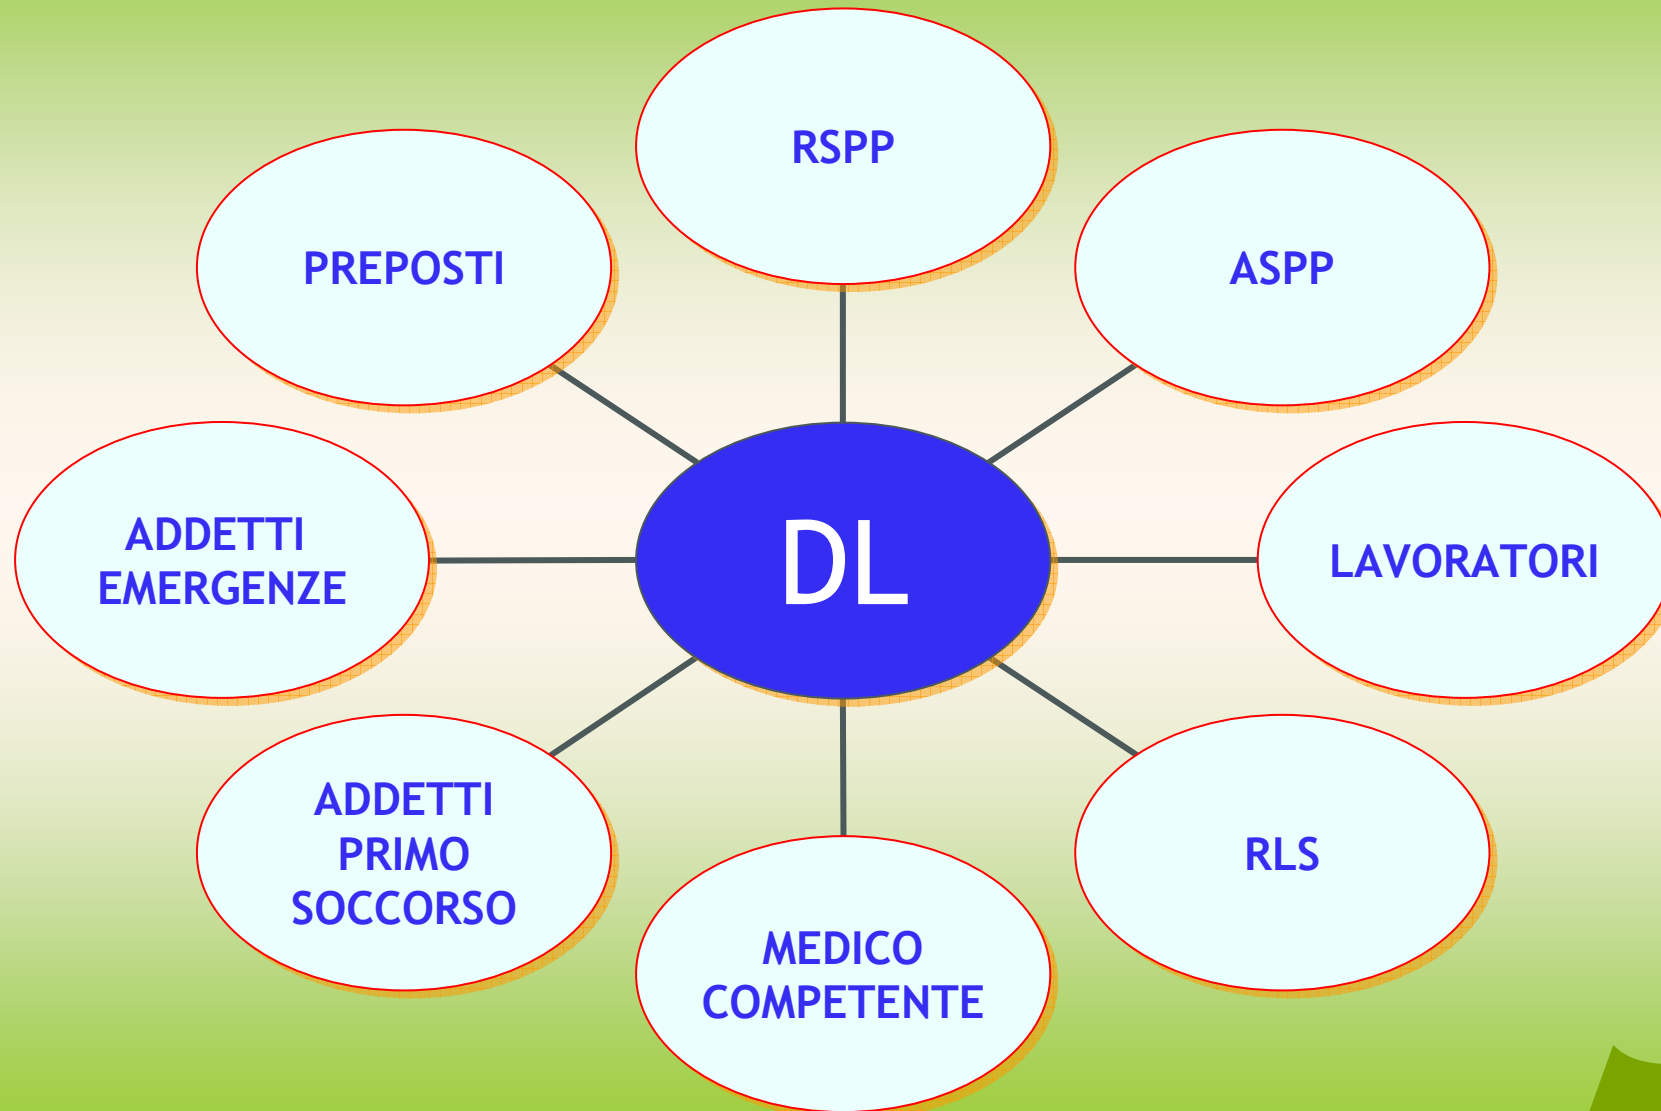 RSPP
PREPOSTI
ASPP
ADDETTI
EMERGENZE
DL
LAVORATORI
ADDETTI
PRIMO
SOCCORSO
RLS
MEDICO
COMPETENTE